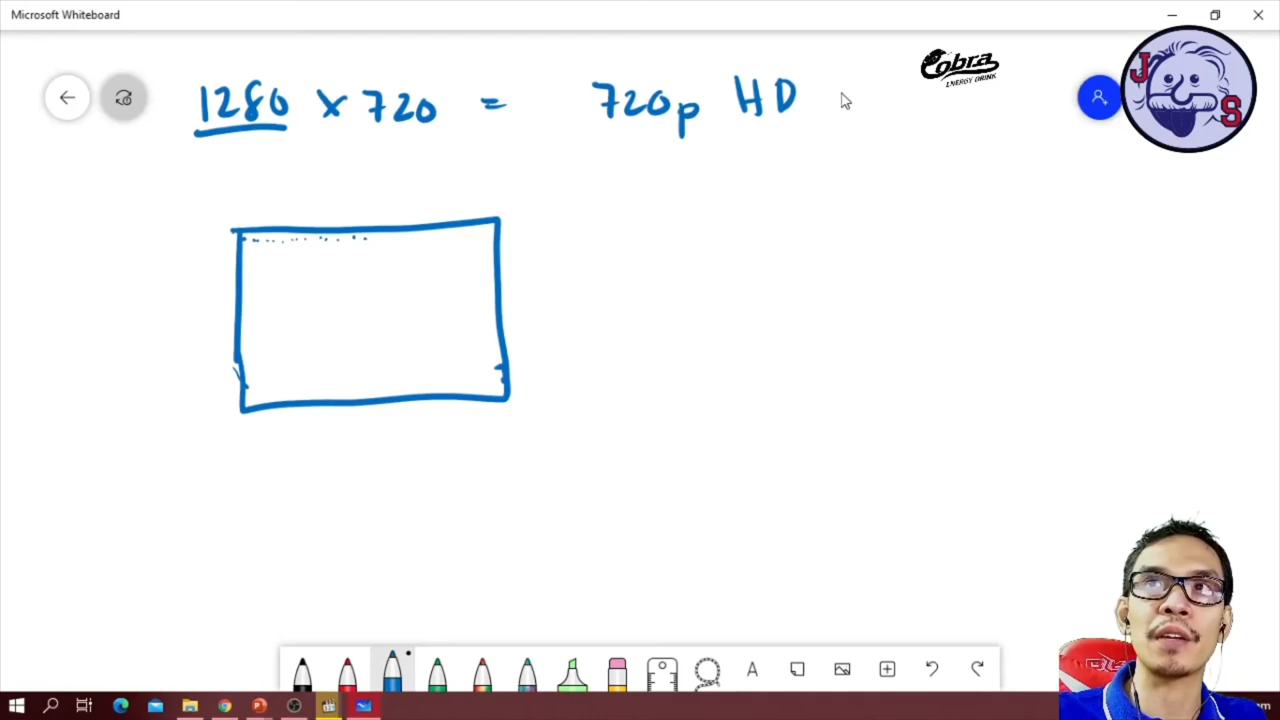 Microsoft Whiteboard
1280 x 720 = 720p HD
Cobra
ENERGY DRINK
J
S
A